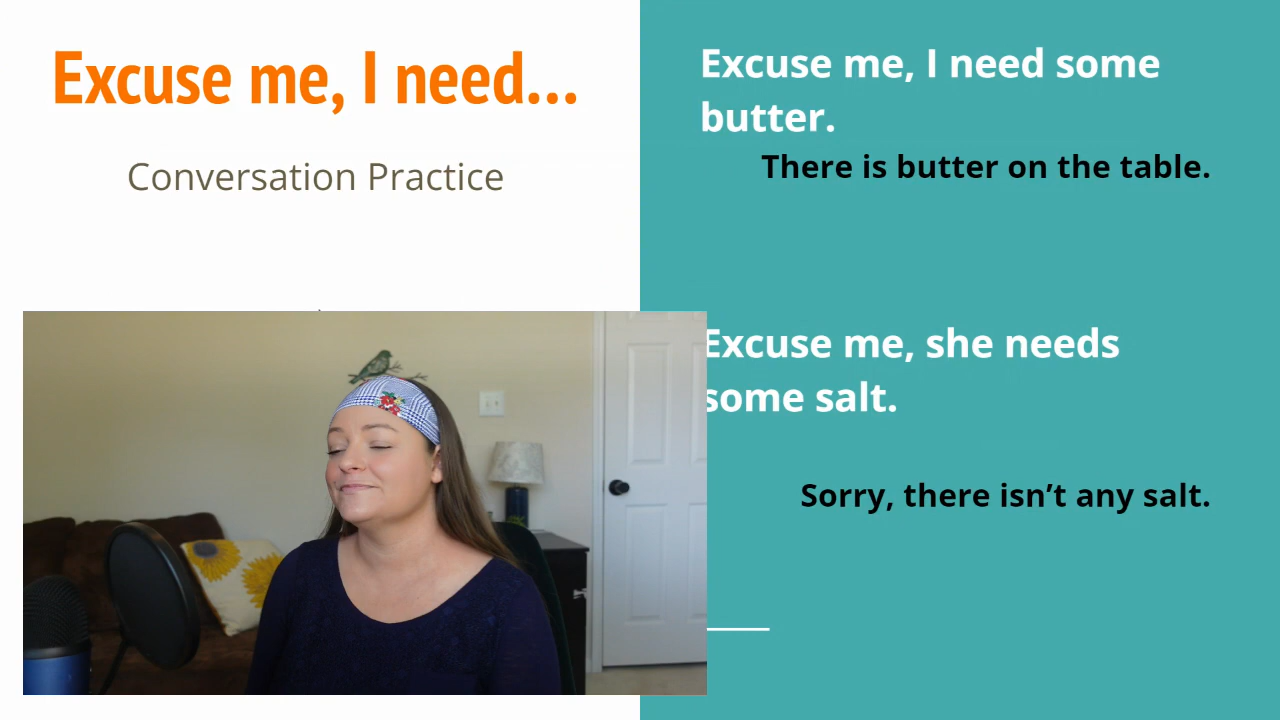 Excuse me, I need...
Conversation Practice
Excuse me, I need some
butter.
There is butter on the table.
Excuse me, she needs
some salt.
Sorry, there isn’t any salt.